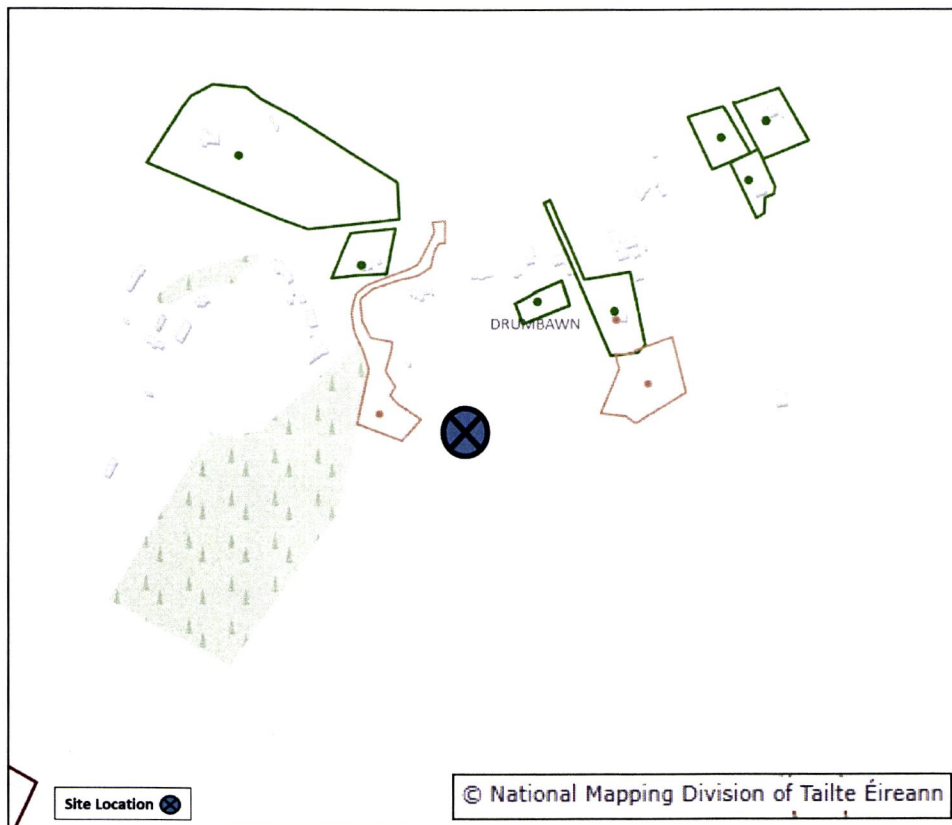 DRUMBAWN
Site Location
© National Mapping Division of Tailte Éireann